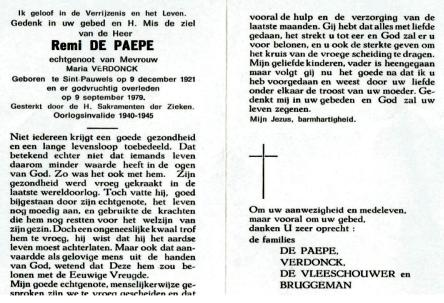 Ik geloof in de Verrijzenis en het Leven.
Gedenk in uw gebed en H. Mis de ziel
van de Heer
Remi DE PAEPE
echtgenoot van Mevrouw
Maria VERDONCK
Geboren te Sint-Pauwels op 9 december 1921
en er godvruchtig overleden
op 9 september 1979.
Gesterkt door de H. Sakramenten der Zieken.
Oorlogsinvalide 1940-1945
Niet iedereen krijgt een goede gezondheid
en een lange levensloop toebedeeld. Dat
betekend echter niet dat iemands leven
daarom minder waarde heeft in de ogen
van God. Zo was het ook met hem. Zijn
gezondheid werd vroeg gekraakt in de
laatste wereldoorlog. Toch vatte hij, goed
bijgestaan door zijn echtgenote, het leven
nog moedig aan, en gebruikte de krachten
die hem nog restten voor het welzijn van
zijn gezin. Doch een ongeneeslijke kwaal trof
hem te vroeg, hij wist dat hij het aardse
leven moest achterlaten. Maar ook dat aan-
vaardde als gelovige mens uit de handen
van God, wetend dat Deze hem zou be-
lonen met de Eeuwige Vreugde.
Mijn goede echtgenote, menselijkerwijze ge-
sproken zijn we te vroeg gescheiden en dat
vooral de hulp en de verzorging van de
laatste maanden. Gij hebt dat alles met liefde
gedaan, het strekt u tot eer en God zal er u
voor belonen, en u ook de sterkte geven om
het kruis van de vroege scheiding te dragen.
Mijn geliefde kinderen, vader is heengegaan
maar volgt gij nu het goede na dat ik u
heb voorgedaan en weest door uw liefde
onder elkaar de troost van uw moeder. Ge-
denkt mij in uw gebeden en God zal uw
leven zegenen.
Mijn Jezus, barmhartigheid.
Om uw aanwezigheid en medeleven,
maar vooral om uw gebed,
danken U zeer oprecht :
de families
DE PAEPE,
VERDONCK,
DE VLEESCHOUWER en
BRUGGEMAN